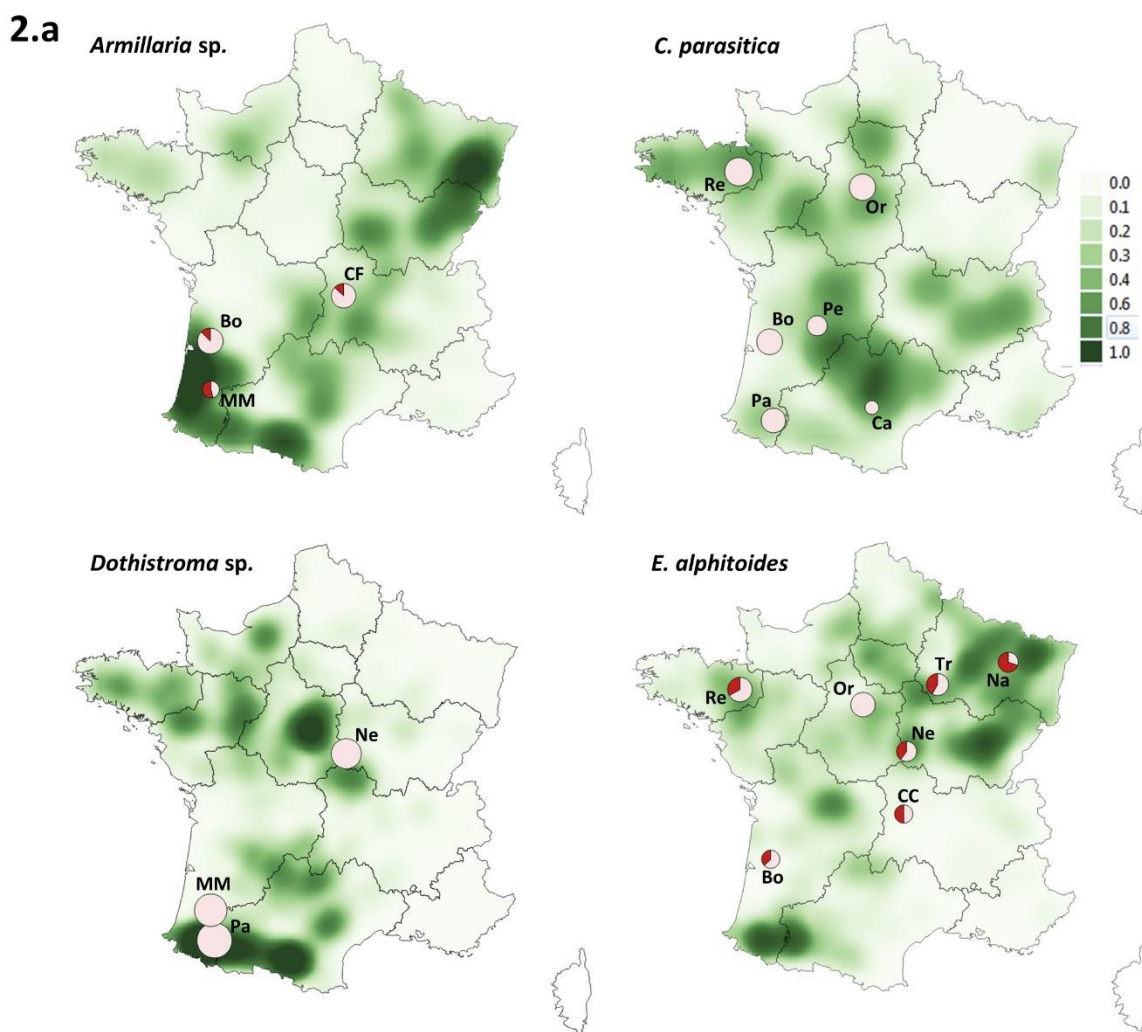 2.a
Armillaria sp.
C. parasitica
CF
Bo
MM
Re
Or
Pe
Bo
Pa
Ca
0.0
0.1
0.2
0.3
0.4
0.6
0.8
1.0
Dothistroma sp.
E. alphitoides
Ne
MM
Pa
Tr
Na
Re
Or
Ne
CC
Bo